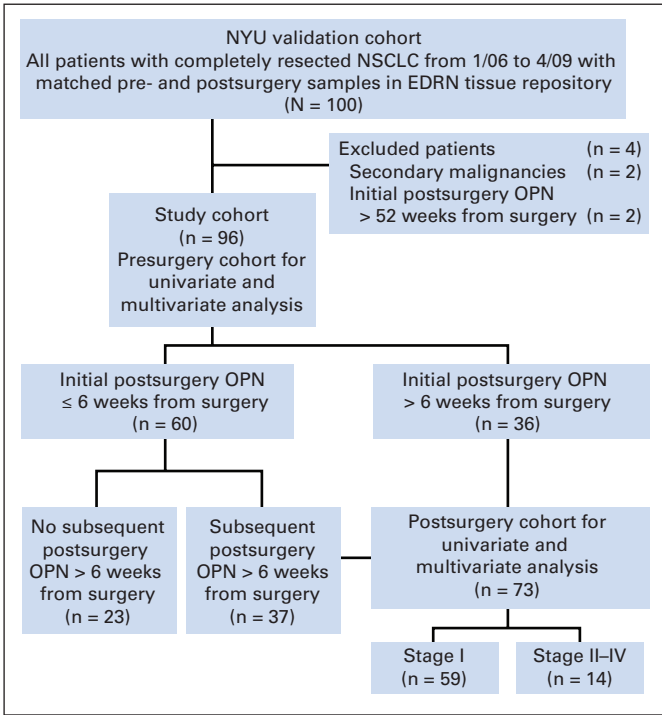 NYU validation cohort
All patients with completely resected NSCLC from 1/06 to 4/09 with
matched pre- and postsurgery samples in EDRN tissue repository
(N = 100)
Excluded patients (n = 4)
Secondary malignancies (n = 2)
Initial postsurgery OPN
> 52 weeks from surgery (n = 2)
Study cohort
(n = 96)
Presurgery cohort for
univariate and
multivariate analysis
Initial postsurgery OPN
≤ 6 weeks from surgery
(n = 60)
Initial postsurgery OPN
> 6 weeks from surgery
(n = 36)
No subsequent
postsurgery
OPN > 6 weeks
from surgery
(n = 23)
Subsequent
postsurgery
OPN > 6 weeks
from surgery
(n = 37)
Postsurgery cohort for
univariate and
multivariate analysis
(n = 73)
Stage I
(n = 59)
Stage II–IV
(n = 14)